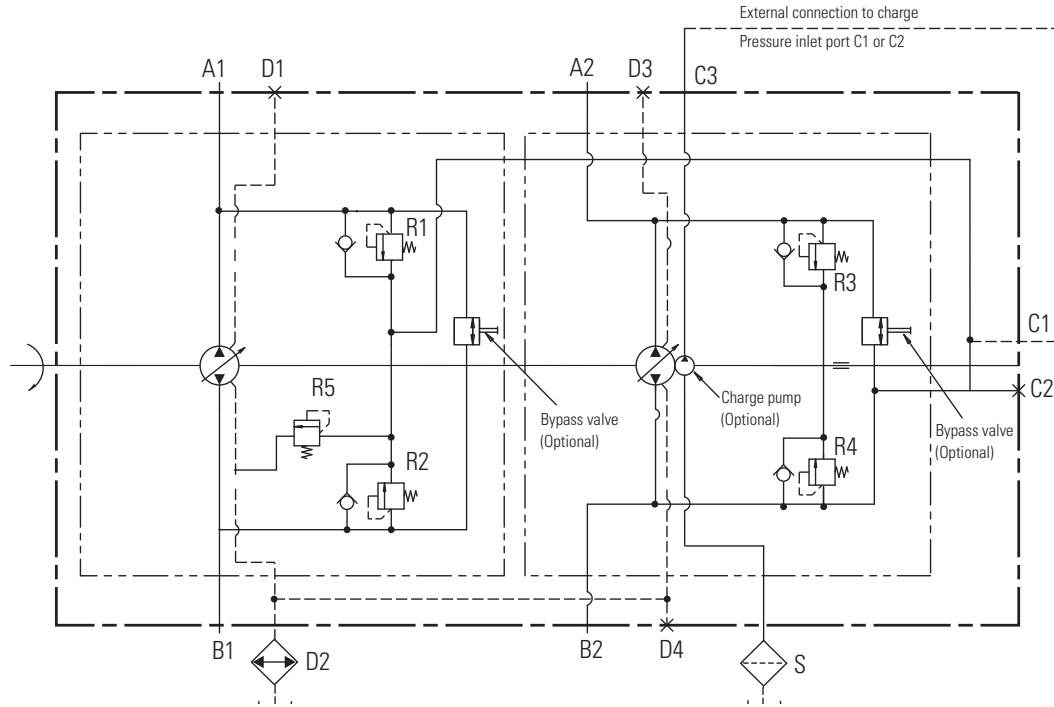 External connection to charge
Pressure inlet port C1 or C2
A1
D1
A2
D3
C3
R1
R3
C1
R5
Charge pump
(Optional)
C2
Bypass valve
(Optional)
Bypass valve
(Optional)
R2
R4
B1
D2
B2
D4
S